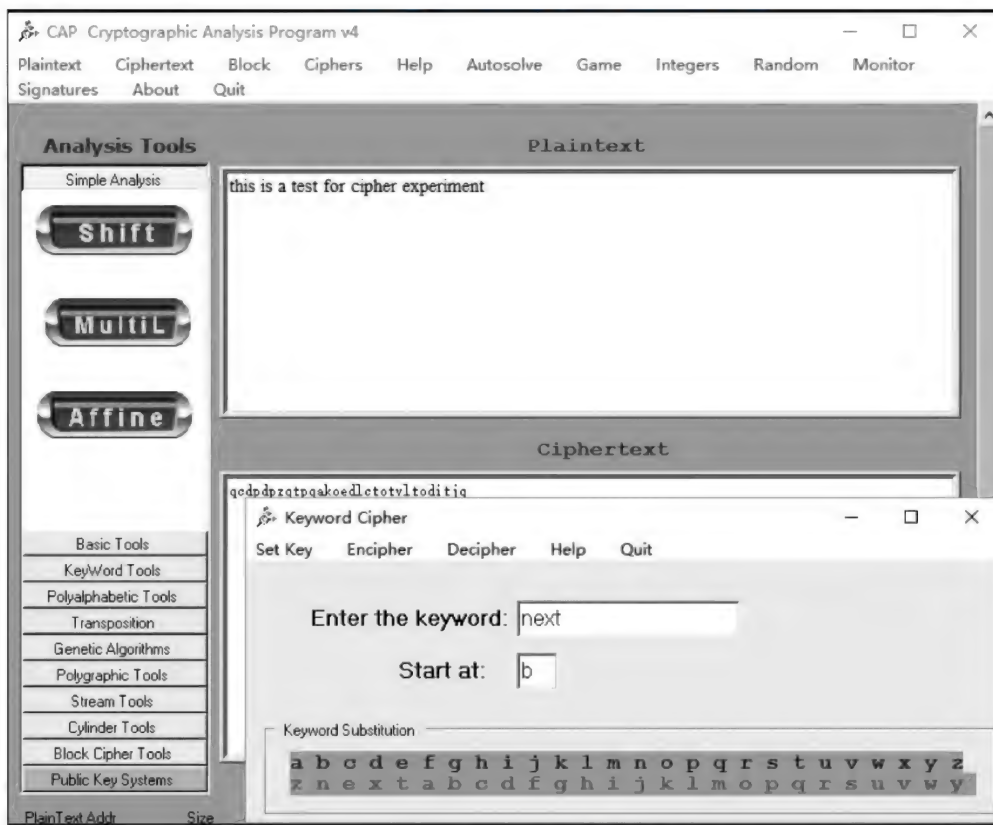 CAP Cryptographic Analysis Program v4
Plaintext Ciphertext Block Ciphers Help Autosolve Game Integers Random Monitor
Signatures About Quit
Analysis Tools
Simple Analysis
Shift
MultiL
Affine
Basic Tools
KeyWord Tools
Polyalphabetic Tools
Transposition
Genetic Algorithms
Polygraphic Tools
Stream Tools
Cylinder Tools
Block Cipher Tools
Public Key Systems
PlainText Addr Size
Plaintext
this is a test for cipher experiment
Ciphertext
qcdpdpzqtpqakoedlctotvltoditjq
Keyword Cipher
Set Key Encipher Decipher Help Quit
Enter the keyword: next
Start at: b
Keyword Substitution
a b c d e f g h i j k l m n o p q r s t u v w x y z
z n e x t a b c d f g h i j k l m o p q r s u v w y